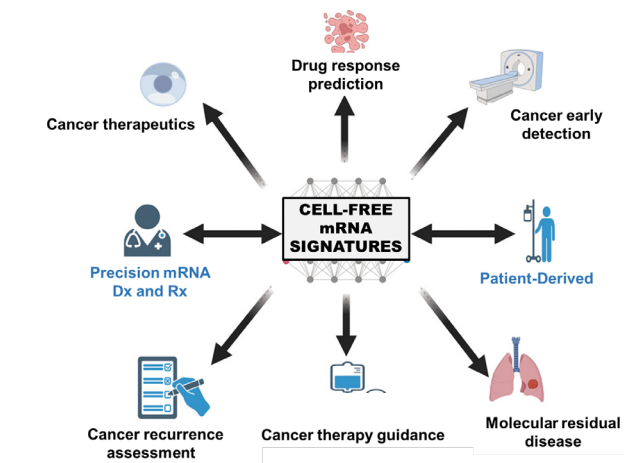 Drug response
prediction
Cancer therapeutics
Cancer early
detection
CELL-FREE
mRNA
SIGNATURES
Precision mRNA
Dx and Rx
Patient-Derived
Cancer recurrence
assessment
Cancer therapy guidance
Molecular residual
disease